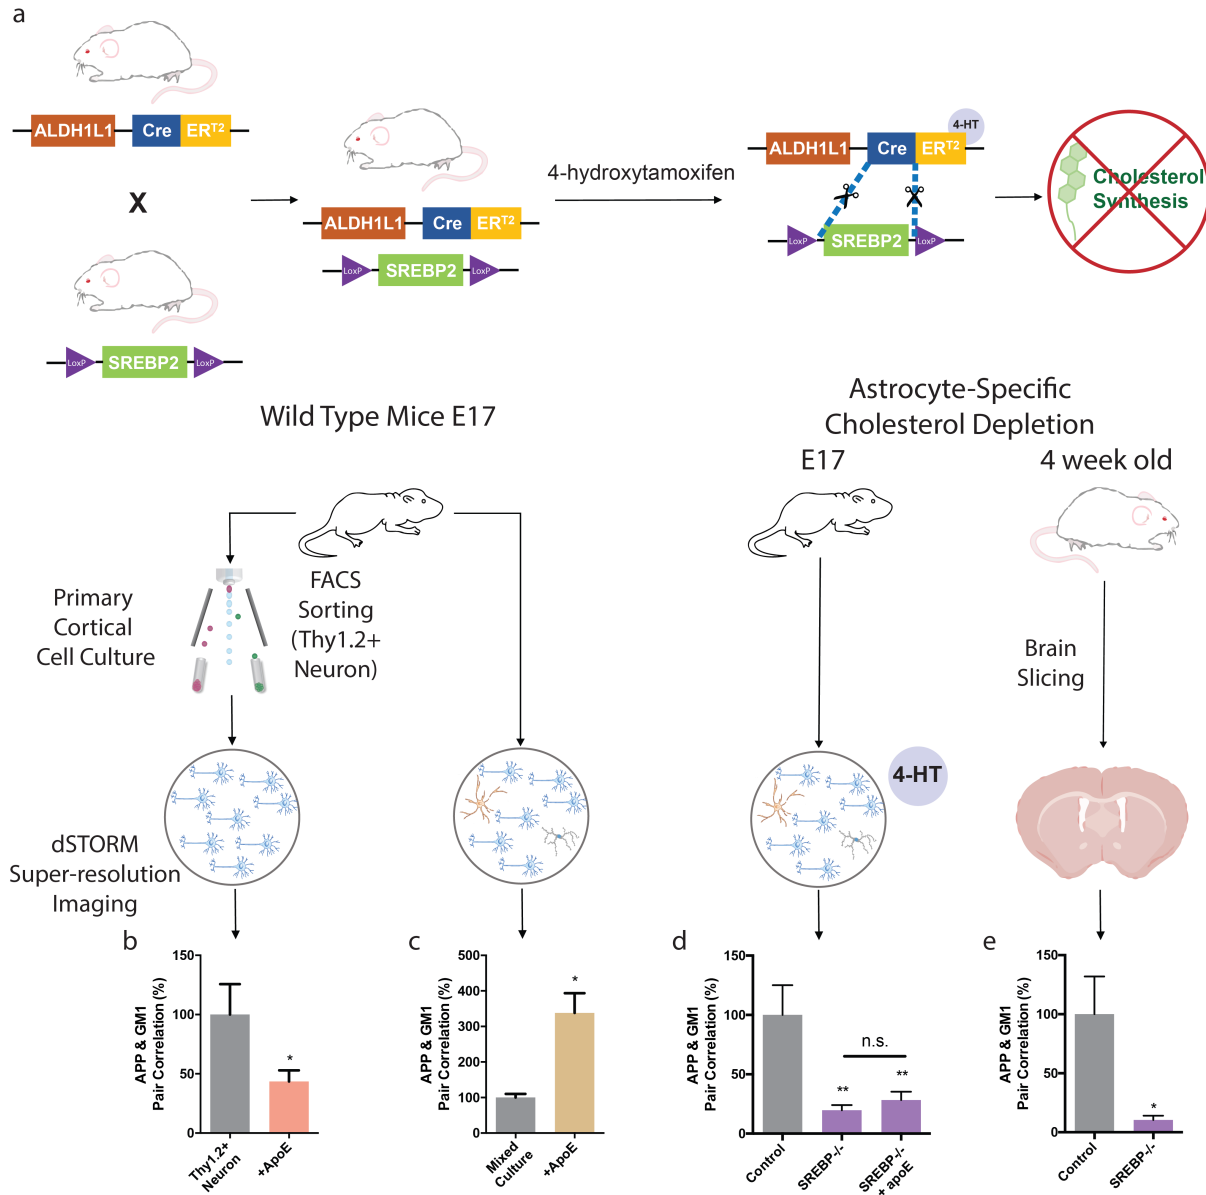 a
ALDH1L1
Cre
ERT2
X
LoxP
SREBP2
LoxP
ALDH1L1
Cre
ERT2
LoxP
SREBP2
LoxP
4-hydroxytamoxifen
4-HT
ALDH1L1
Cre
ERT2
LoxP
SREBP2
LoxP
Cholesterol
Synthesis
Wild Type Mice E17
Astrocyte-Specific
Cholesterol Depletion
E17
4 week old
Primary
Cortical
Cell Culture
FACS
Sorting
(Thy1.2+
Neuron)
Brain
Slicing
4-HT
dSTORM
Super-resolution
Imaging
b
APP & GM1
Pair Correlation (%)
150
100
50
0
*
Thy1.2+
Neuron
+ApoE
c
APP & GM1
Pair Correlation (%)
500
400
300
200
100
0
*
Mixed
Culture
+ApoE
d
APP & GM1
Pair Correlation (%)
150
100
50
0
n.s.
**
**
Control
SREBP-/-
SREBP-/-
+ apoE
e
APP & GM1
Pair Correlation (%)
150
100
50
0
*
Control
SREBP-/-